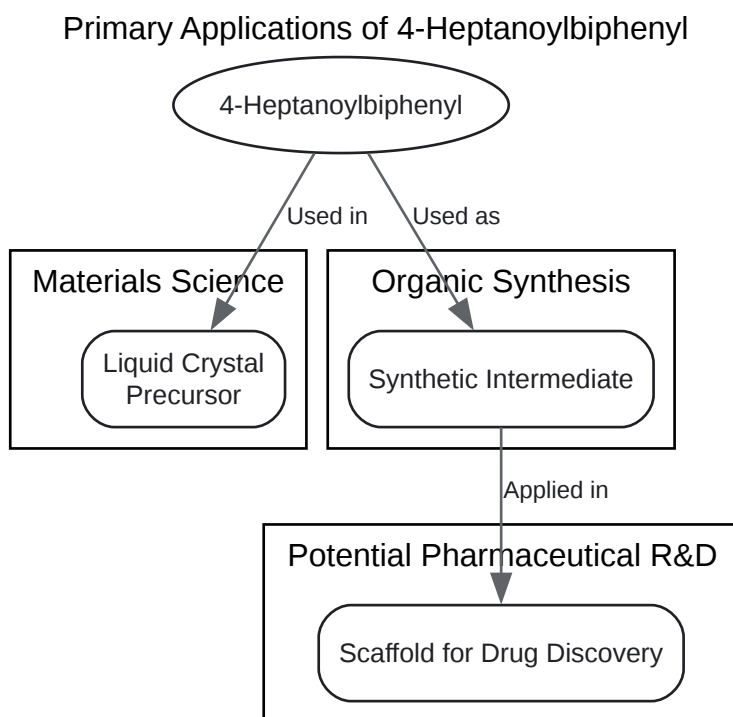 Primary Applications of 4-Heptanoylbiphenyl
4-Heptanoylbiphenyl
Used in
Used as
Materials Science
Organic Synthesis
Liquid Crystal
Precursor
Synthetic Intermediate
Applied in
Potential Pharmaceutical R&D
Scaffold for Drug Discovery